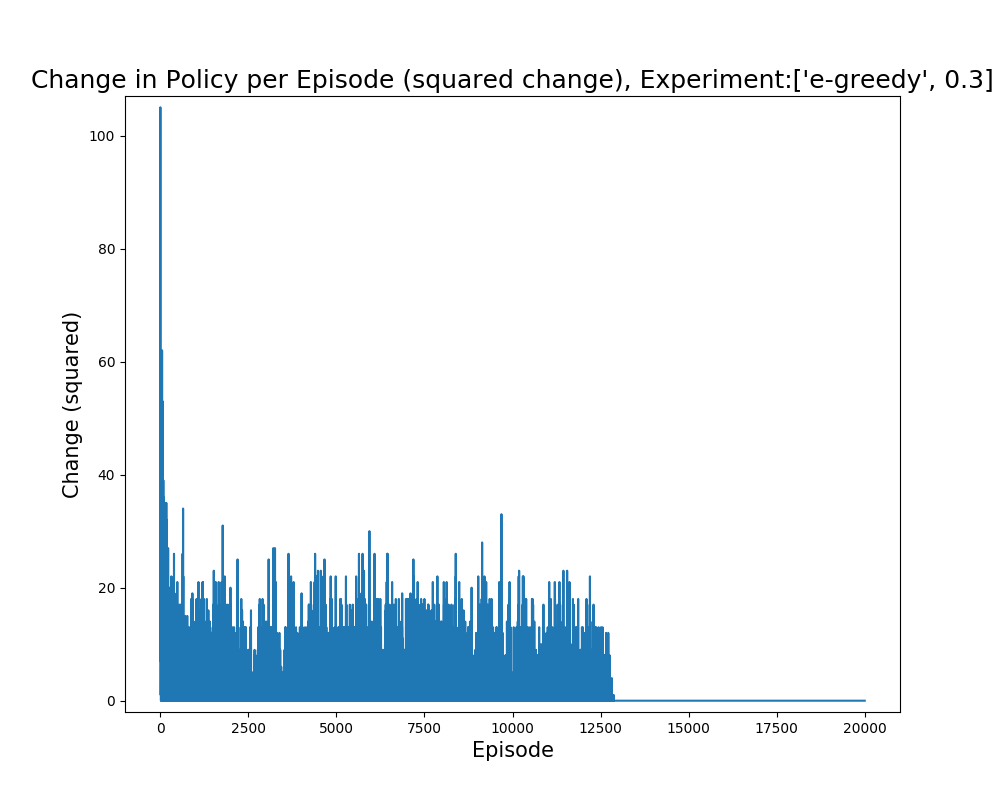 Change in Policy per Episode (squared change), Experiment:['e-greedy', 0.3]
100
80
60
40
20
0
Change (squared)
0 2500 5000 7500 10000 12500 15000 17500 20000
Episode